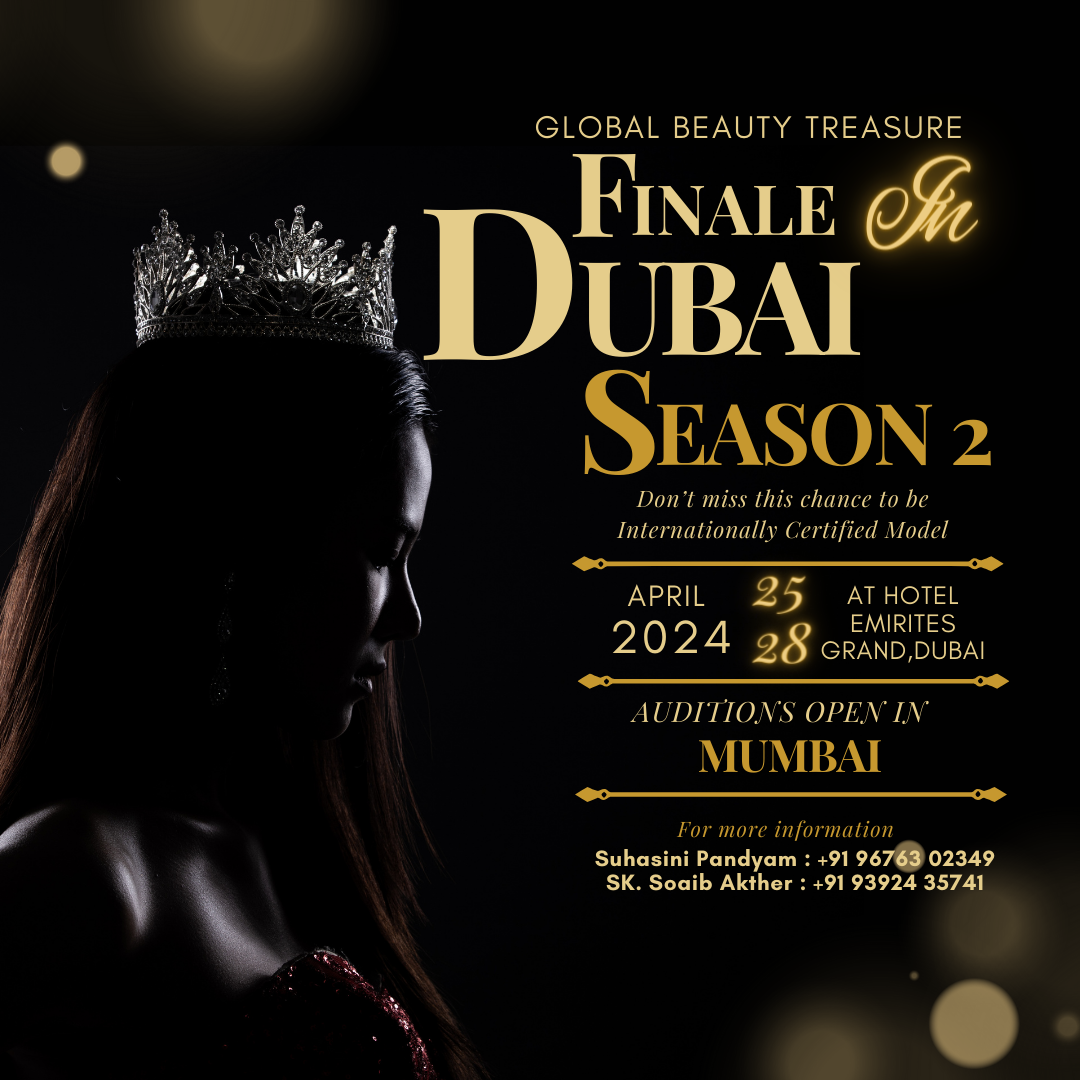 GLOBAL BEAUTY TREASURE
FINALE In
DUBAI
SEASON 2
Don't miss this chance to be
Internationally Certified Model
APRIL
2024
25
28
AT HOTEL
EMIRITES
GRAND,DUBAI
AUDITIONS OPEN IN
MUMBAI
For more information
Suhasini Pandyam : +91 96763 02349
SK. Soaib Akther : +91 93924 35741